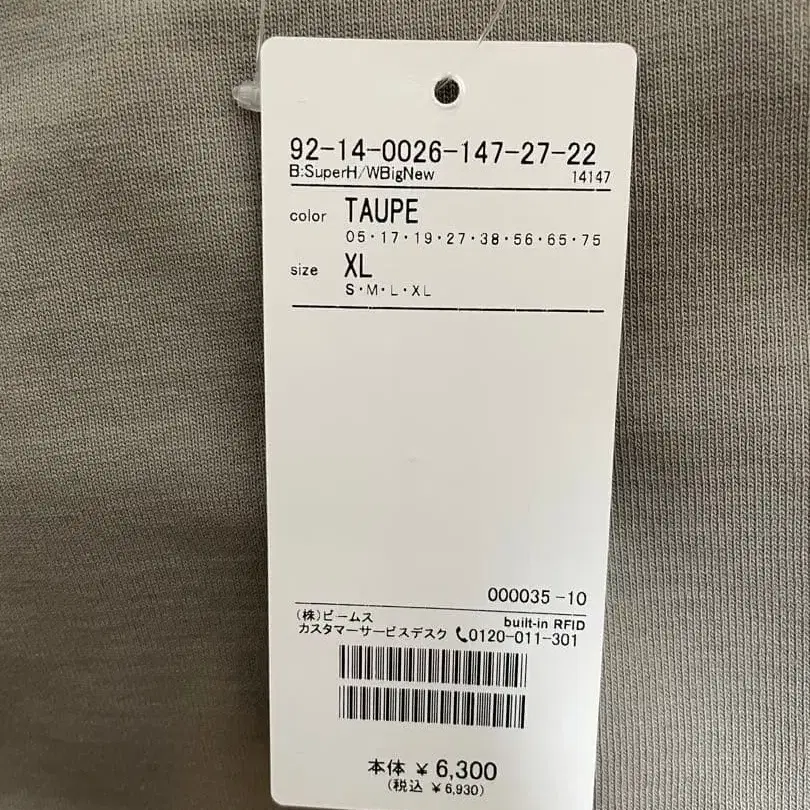 92-14-0026-147-27-22
B:SuperH/WBigNew 14147
color TAUPE
05・17・19・27・38・56・65・75
size XL
S・M・L・XL
000035-10
(株)ビームス built-in RFID
カスタマーサービスデスク 0120-011-301
本体 ¥6,300
(税込 ¥6,930)